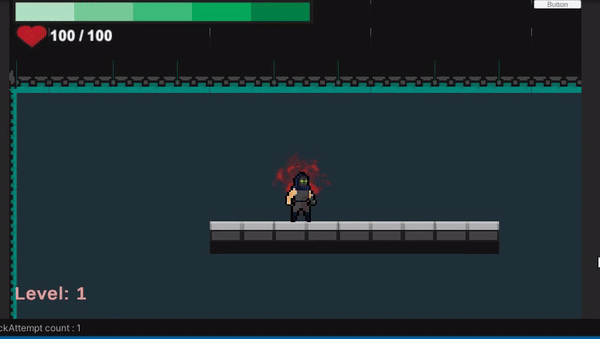 Button
100 / 100
Level: 1
ckAttempt count : 1